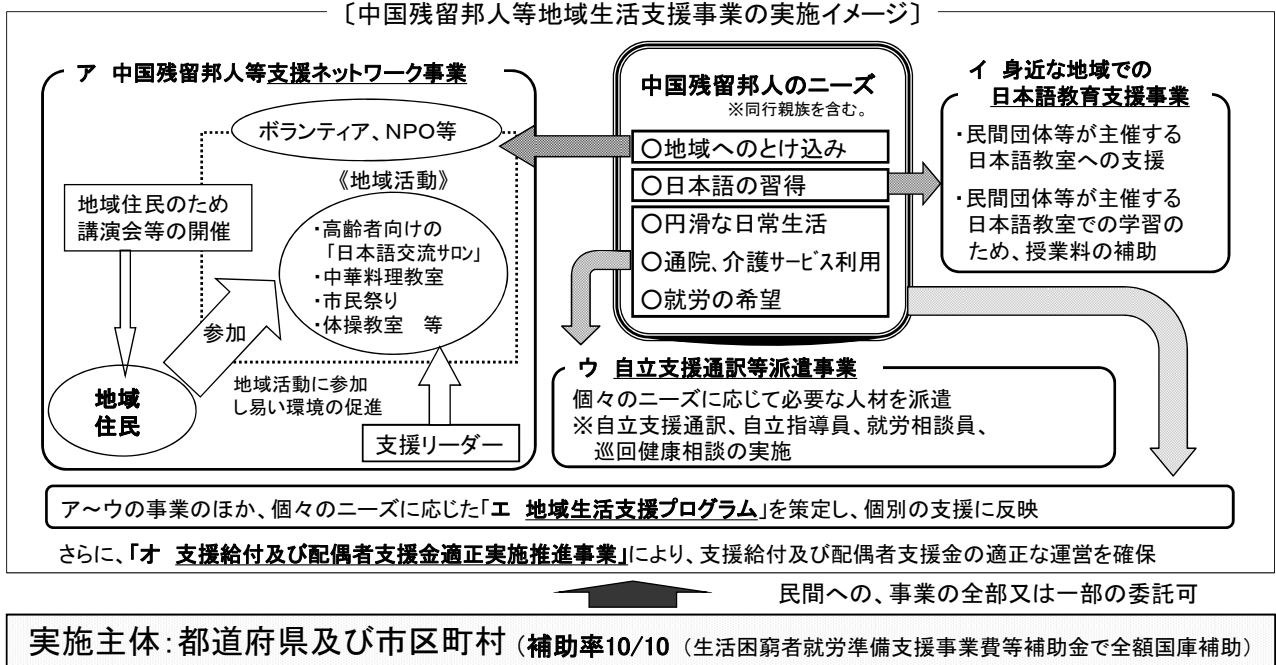 〔中国残留邦人等地域生活支援事業の実施イメージ〕
ア 中国残留邦人等支援ネットワーク事業
ボランティア、NPO等
《地域活動》
・高齢者向けの
「日本語交流サロン」
・中華料理教室
・市民祭り
・体操教室 等
地域住民のため
講演会等の開催
参加
地域
住民
地域活動に参加
し易い環境の促進
支援リーダー
中国残留邦人のニーズ
※同行親族を含む。
○地域へのとけ込み
○日本語の習得
○円滑な日常生活
○通院、介護サービス利用
○就労の希望
イ 身近な地域での
日本語教育支援事業
・民間団体等が主催する
日本語教室への支援
・民間団体等が主催する
日本語教室での学習の
ため、授業料の補助
ウ 自立支援通訳等派遣事業
個々のニーズに応じて必要な人材を派遣
※自立支援通訳、自立指導員、就労相談員、
巡回健康相談の実施
ア～ウの事業のほか、個々のニーズに応じた「エ 地域生活支援プログラム」を策定し、個別の支援に反映
さらに、「オ 支援給付及び配偶者支援金適正実施推進事業」により、支援給付及び配偶者支援金の適正な運営を確保
民間への、事業の全部又は一部の委託可
実施主体：都道府県及び市区町村（補助率10/10（生活困窮者就労準備支援事業費等補助金で全額国庫補助）